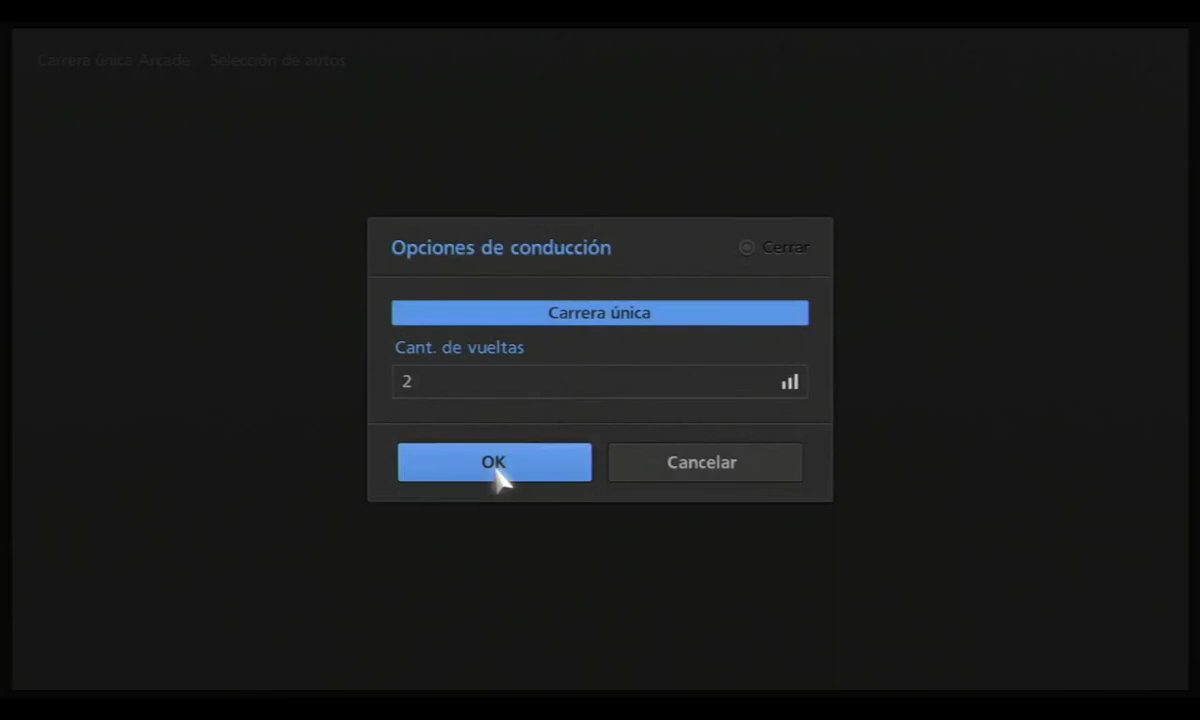 Carrera única Arcade Selección de autos
Opciones de conducción
Cerrar
Carrera única
Cant. de vueltas
2
OK
Cancelar